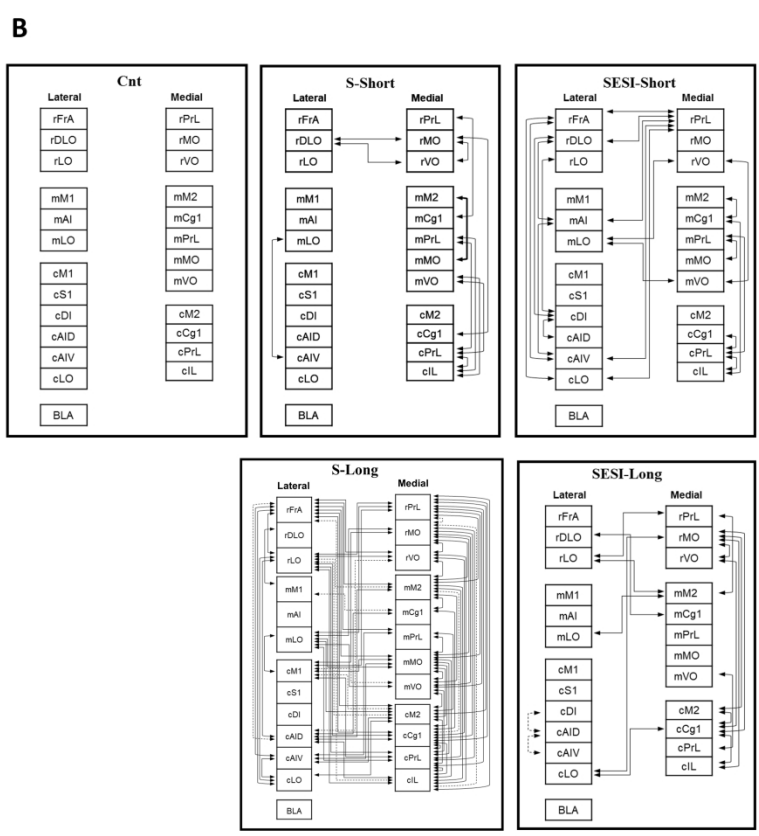 B
Cnt
Lateral Medial
rFrA rPrL
rDLO rMO
rLO rVO
mM1 mM2
mAI mCg1
mLO mPrL
mMO
cM1 mVO
cS1
cDI cM2
cAID cCg1
cAIV cPrL
cLO cIL
BLA
S-Short
Lateral Medial
rFrA rPrL
rDLO rMO
rLO rVO
mM1 mM2
mAI mCg1
mLO mPrL
mMO
cM1 mVO
cS1
cDI cM2
cAID cCg1
cAIV cPrL
cLO cIL
BLA
SESI-Short
Lateral Medial
rFrA rPrL
rDLO rMO
rLO rVO
mM1 mM2
mAI mCg1
mLO mPrL
mMO
cM1 mVO
cS1
cDI cM2
cAID cCg1
cAIV cPrL
cLO cIL
BLA
S-Long
Lateral Medial
rFrA rPrL
rDLO rMO
rLO rVO
mM1 mM2
mAI mCg1
mLO mPrL
cM1 mMO
cS1 mVO
cDI cM2
cAID cCg1
cAIV cPrL
cLO cIL
BLA
SESI-Long
Lateral Medial
rFrA rPrL
rDLO rMO
rLO rVO
mM1 mM2
mAI mCg1
mLO mPrL
mMO
cM1 mVO
cS1
cDI cM2
cAID cCg1
cAIV cPrL
cLO cIL
BLA